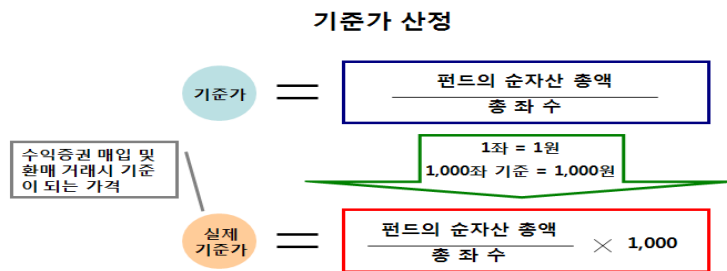 기준가 산정
기준가
펀드의 순자산 총액
총 좌 수
수익증권 매입 및
환매 거래시 기준
이 되는 가격
1좌 = 1원
1,000좌 기준 = 1,000원
실제
기준가
펀드의 순자산 총액
총 좌 수
× 1,000